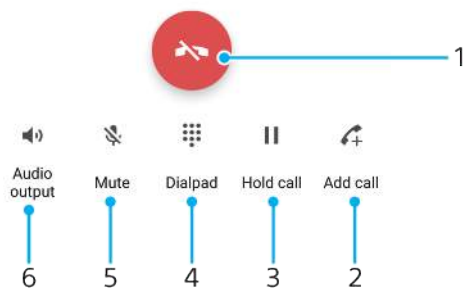 1
Audio
output
Mute
Dialpad
Hold call
Add call
6
5
4
3
2